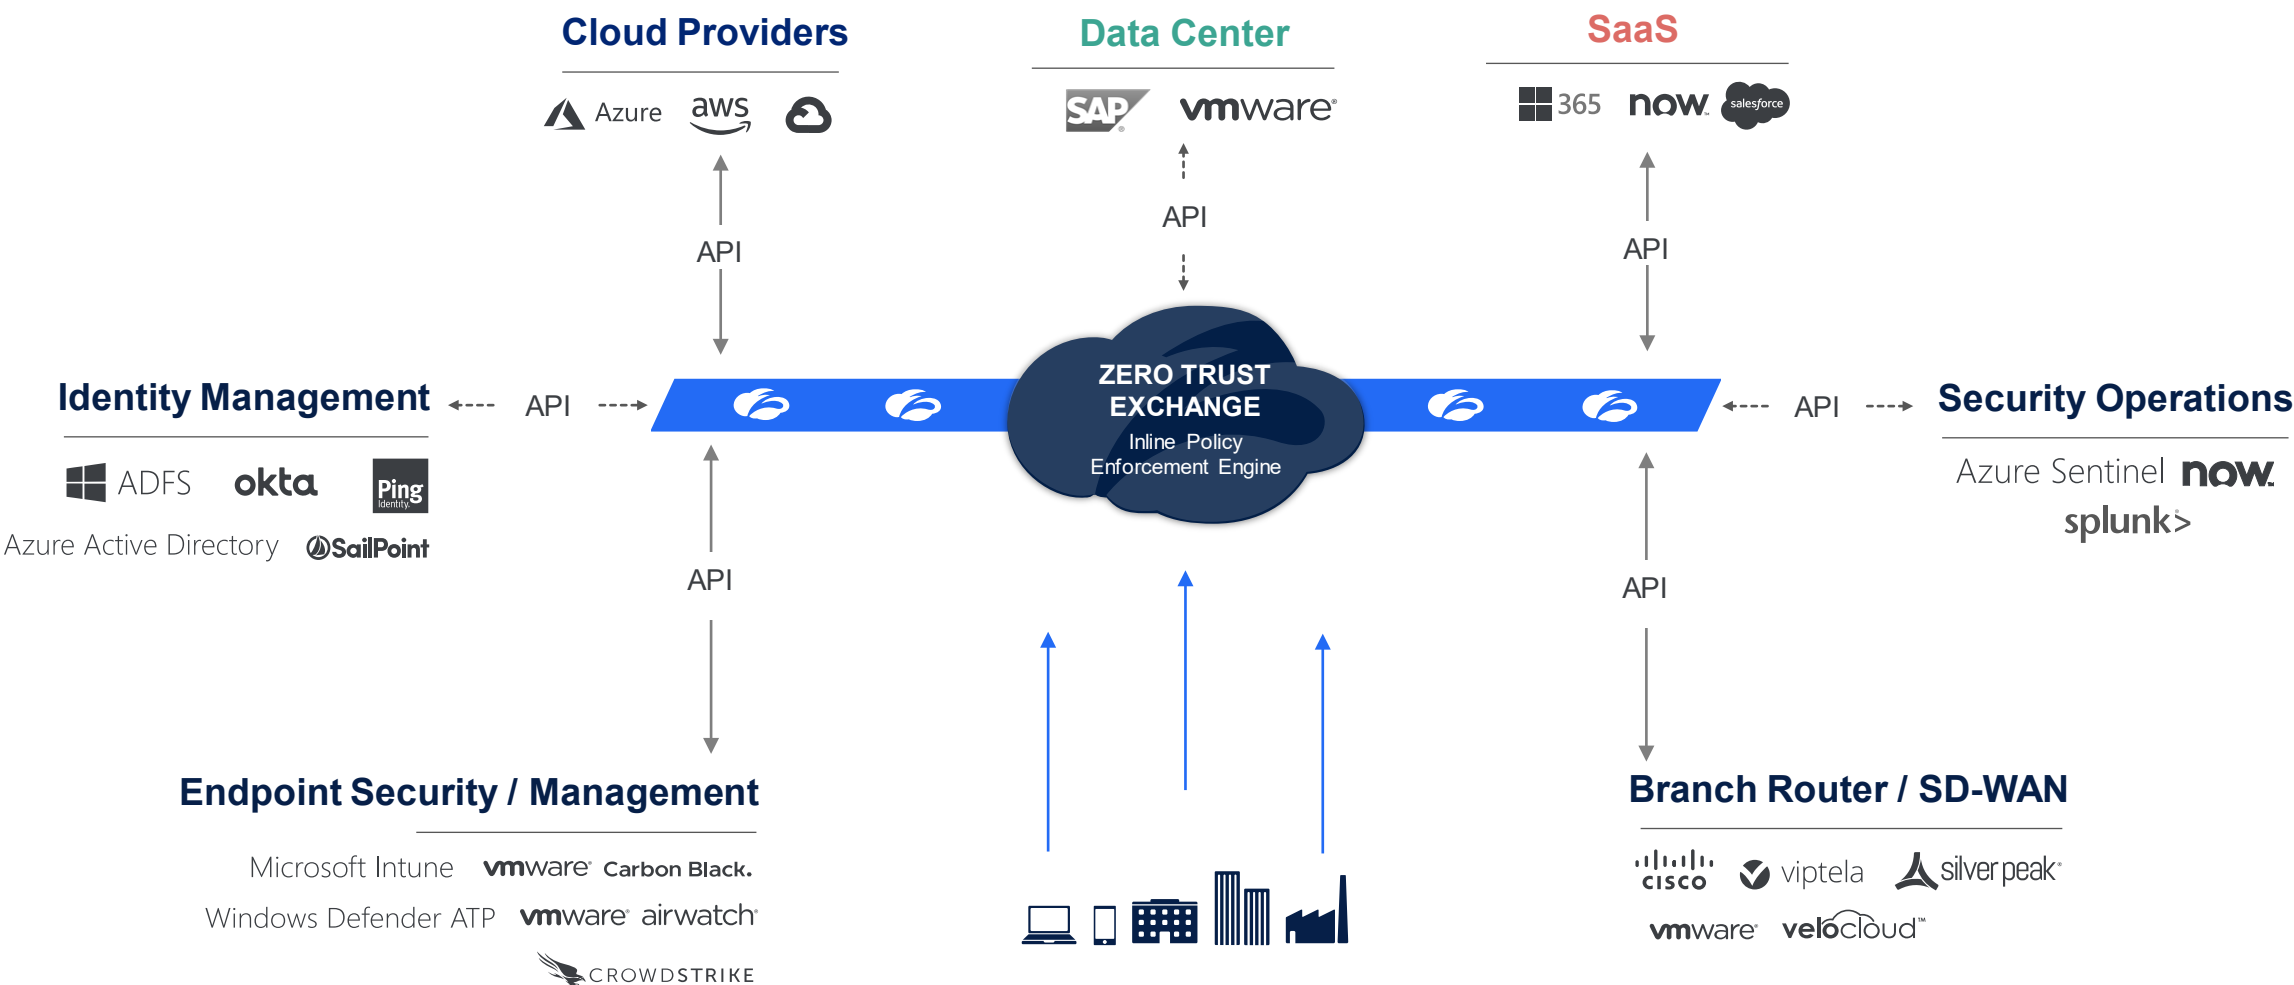 Cloud Providers
Azure aws
API
Data Center
SAP® vmware®
API
SaaS
365 now™ salesforce
API
Identity Management
API
ADFS okta Ping Identity.
Azure Active Directory SailPoint
ZERO TRUST
EXCHANGE
Inline Policy
Enforcement Engine
API
Security Operations
Azure Sentinel now
splunk>
API
Endpoint Security / Management
Microsoft Intune vmware® Carbon Black.
Windows Defender ATP vmware® airwatch®
CROWDSTRIKE
API
Branch Router / SD-WAN
CISCO viptela silver peak®
vmware® velocloud™